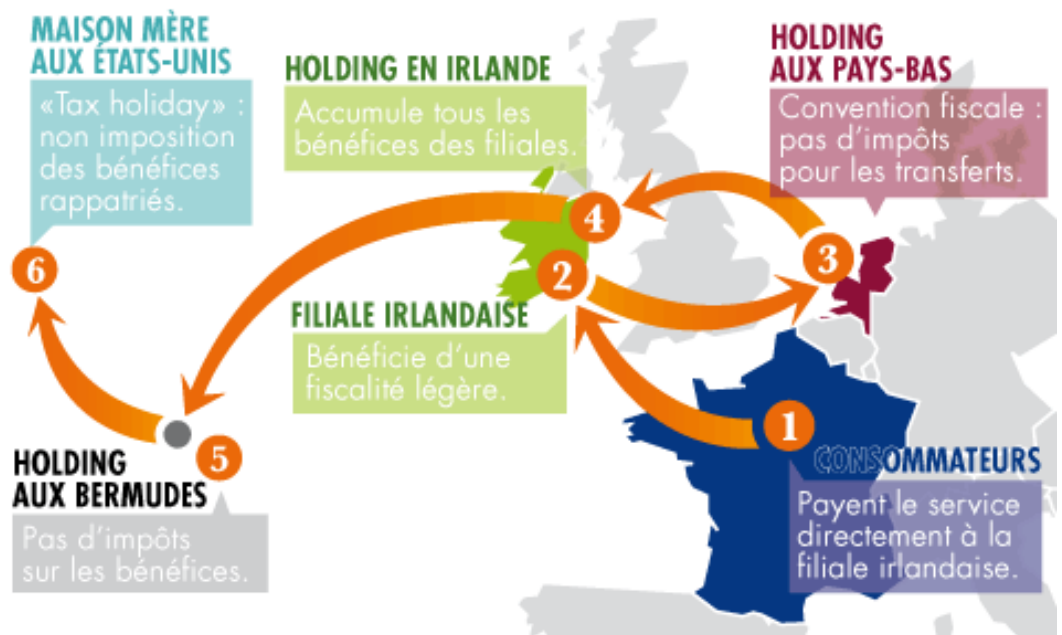 MAISON MÈRE
AUX ÉTATS-UNIS
«Tax holiday» :
non imposition
des bénéfices
rappatriés.
6
HOLDING EN IRLANDE
Accumule tous les
bénéfices des filiales.
4
HOLDING
AUX PAYS-BAS
Convention fiscale :
pas d'impôts
pour les transferts.
3
2
FILIALE IRLANDAISE
Bénéficie d'une
fiscalité légère.
1
CONSOMMATEURS
Payent le service
directement à la
filiale irlandaise.
5
HOLDING
AUX BERMUDES
Pas d'impôts
sur les bénéfices.